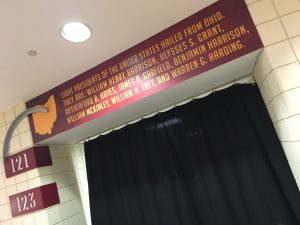 EIGHT PRESIDENTS OF THE UNITED STATES HAILED FROM OHIO.
THEY ARE: WILLIAM HENRY HARRISON, ULYSSES S. GRANT,
RUTHERFORD B. HAYES, JAMES A. GARFIELD, BENJAMIN HARRISON,
WILLIAM MCKINLEY, WILLIAM H. TAFT, AND WARREN G. HARDING.
121
123